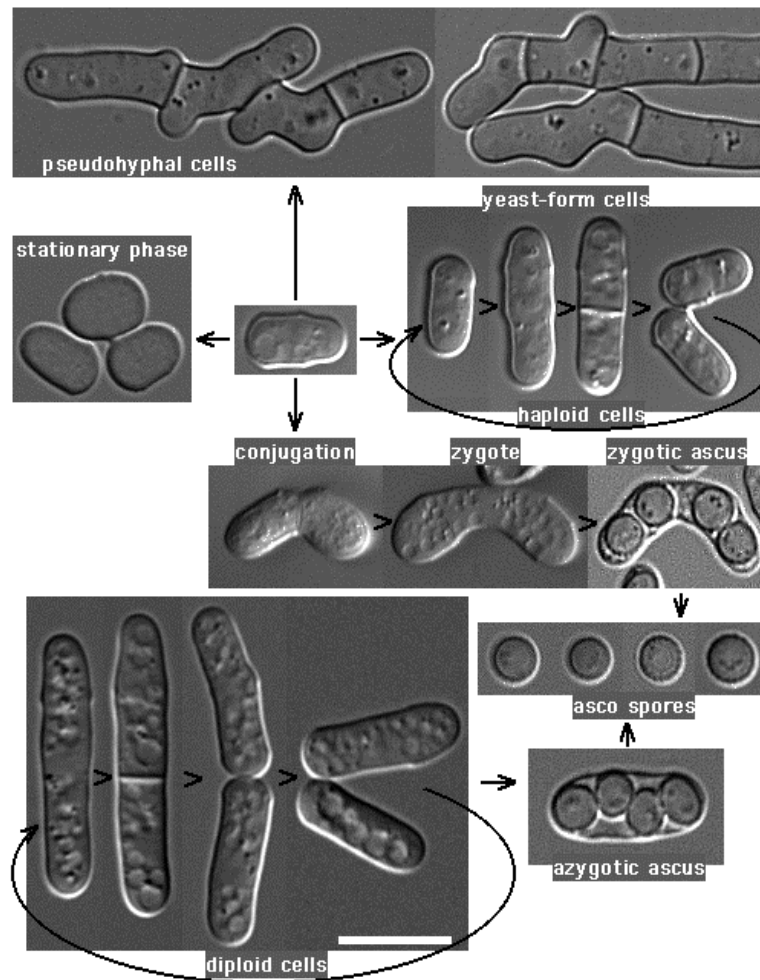 pseudohyphal cells
yeast-form cells
stationary phase
haploid cells
conjugation
zygote
zygotic ascus
asco spores
azygotic ascus
diploid cells